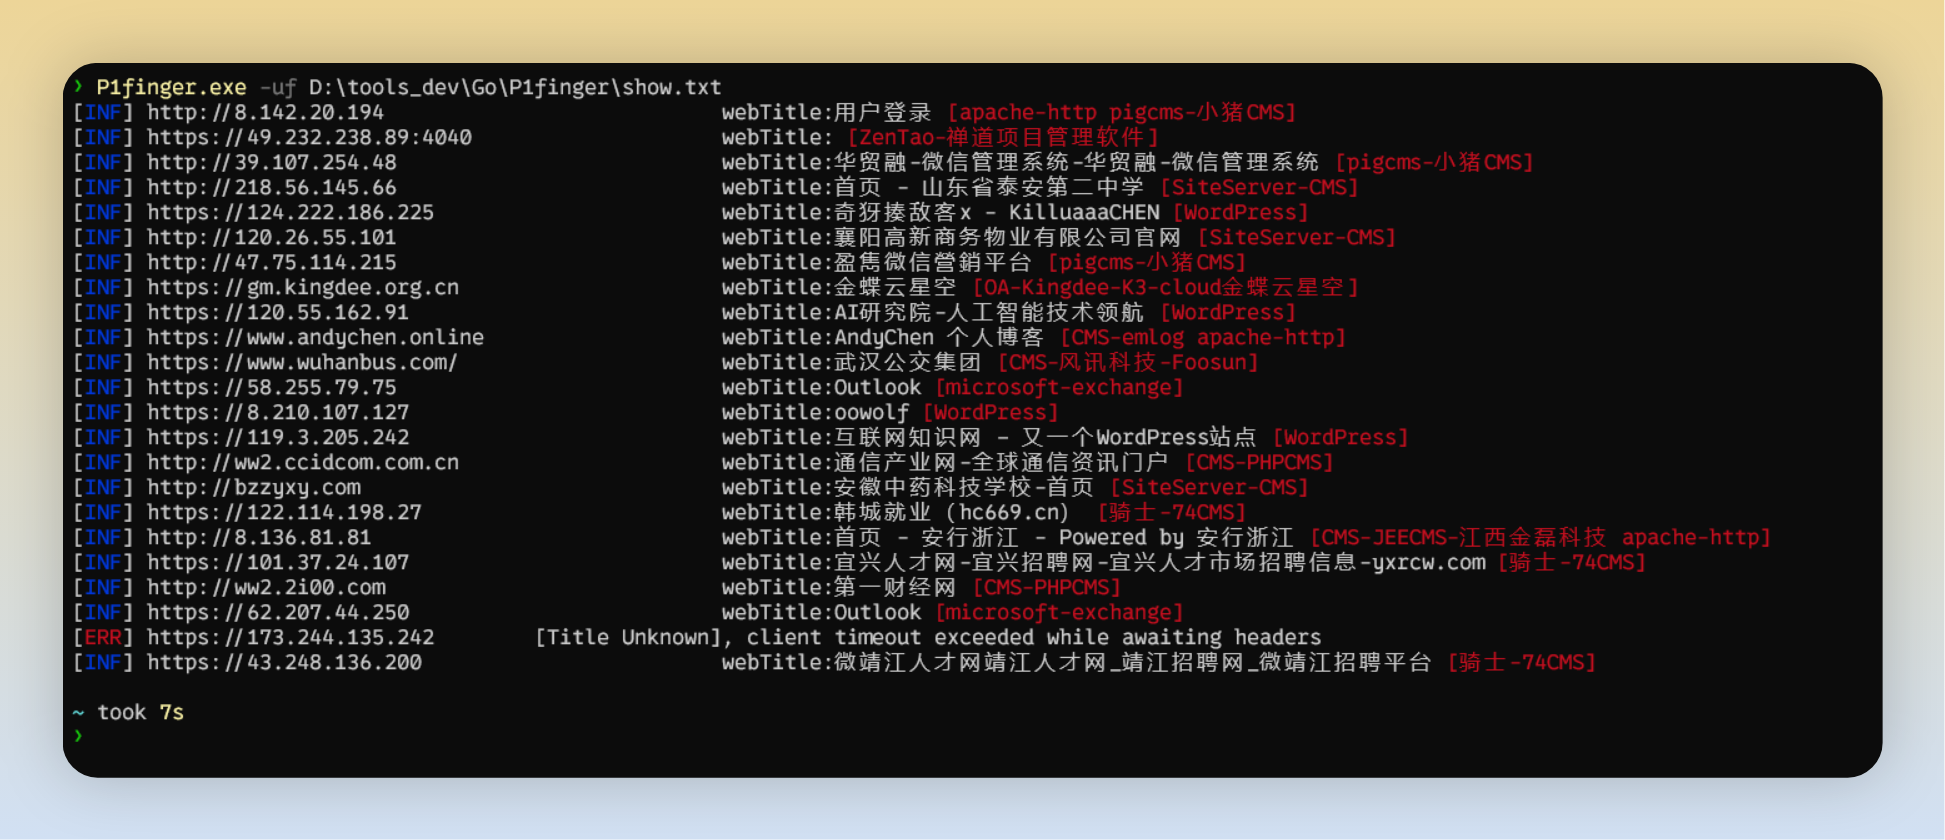 ❯ P1finger.exe -uf D:\tools_dev\Go\P1finger\show.txt
[INF] http://8.142.20.194 webTitle:用户登录 [apache-http pigcms-小猪CMS]
[INF] https://49.232.238.89:4040 webTitle: [ZenTao-禅道项目管理软件]
[INF] http://39.107.254.48 webTitle:华贸融-微信管理系统-华贸融-微信管理系统 [pigcms-小猪CMS]
[INF] http://218.56.145.66 webTitle:首页 - 山东省泰安第二中学 [SiteServer-CMS]
[INF] https://124.222.186.225 webTitle:奇犽揍敌客x - KilluaaaCHEN [WordPress]
[INF] http://120.26.55.101 webTitle:襄阳高新商务物业有限公司官网 [SiteServer-CMS]
[INF] http://47.75.114.215 webTitle:盈雋微信營銷平台 [pigcms-小猪CMS]
[INF] https://gm.kingdee.org.cn webTitle:金蝶云星空 [OA-Kingdee-K3-cloud金蝶云星空]
[INF] https://120.55.162.91 webTitle:AI研究院-人工智能技术领航 [WordPress]
[INF] https://www.andychen.online webTitle:AndyChen 个人博客 [CMS-emlog apache-http]
[INF] https://www.wuhanbus.com/ webTitle:武汉公交集团 [CMS-风讯科技-Foosun]
[INF] https://58.255.79.75 webTitle:Outlook [microsoft-exchange]
[INF] https://8.210.107.127 webTitle:oowolf [WordPress]
[INF] https://119.3.205.242 webTitle:互联网知识网 - 又一个WordPress站点 [WordPress]
[INF] http://ww2.ccidcom.com.cn webTitle:通信产业网-全球通信资讯门户 [CMS-PHPCMS]
[INF] http://bzzyxy.com webTitle:安徽中药科技学校-首页 [SiteServer-CMS]
[INF] https://122.114.198.27 webTitle:韩城就业（hc669.cn） [骑士-74CMS]
[INF] http://8.136.81.81 webTitle:首页 - 安行浙江 - Powered by 安行浙江 [CMS-JEECMS-江西金磊科技 apache-http]
[INF] https://101.37.24.107 webTitle:宜兴人才网-宜兴招聘网-宜兴人才市场招聘信息-yxrcw.com [骑士-74CMS]
[INF] http://ww2.2i00.com webTitle:第一财经网 [CMS-PHPCMS]
[INF] https://62.207.44.250 webTitle:Outlook [microsoft-exchange]
[ERR] https://173.244.135.242 [Title Unknown], client timeout exceeded while awaiting headers
[INF] https://43.248.136.200 webTitle:微靖江人才网靖江人才网_靖江招聘网_微靖江招聘平台 [骑士-74CMS]
~ took 7s
❯